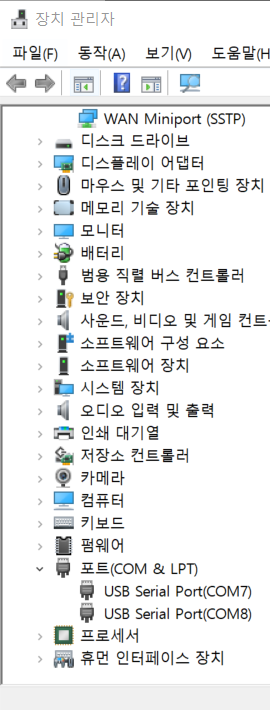 장치 관리자
파일(F) 동작(A) 보기(V) 도움말(H
WAN Miniport (SSTP)
디스크 드라이브
디스플레이 어댑터
마우스 및 기타 포인팅 장치
메모리 기술 장치
모니터
배터리
범용 직렬 버스 컨트롤러
보안 장치
사운드, 비디오 및 게임 컨트
소프트웨어 구성 요소
소프트웨어 장치
시스템 장치
오디오 입력 및 출력
인쇄 대기열
저장소 컨트롤러
카메라
컴퓨터
키보드
펌웨어
포트(COM & LPT)
USB Serial Port(COM7)
USB Serial Port(COM8)
프로세서
휴먼 인터페이스 장치